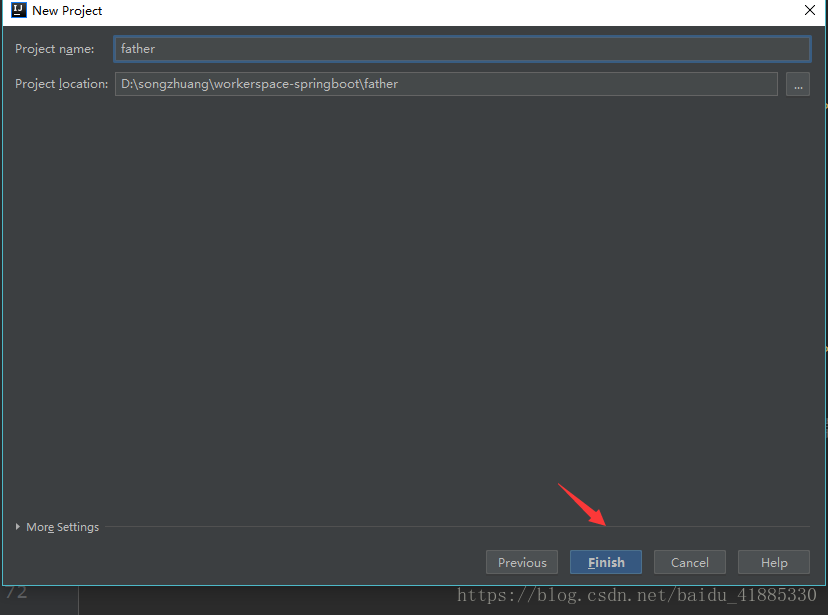 New Project
Project name: father
Project location: D:\songzhuang\workerspace-springboot\father ...
More Settings
Previous Finish Cancel Help
72
https://blog.csdn.net/baidu_41885330